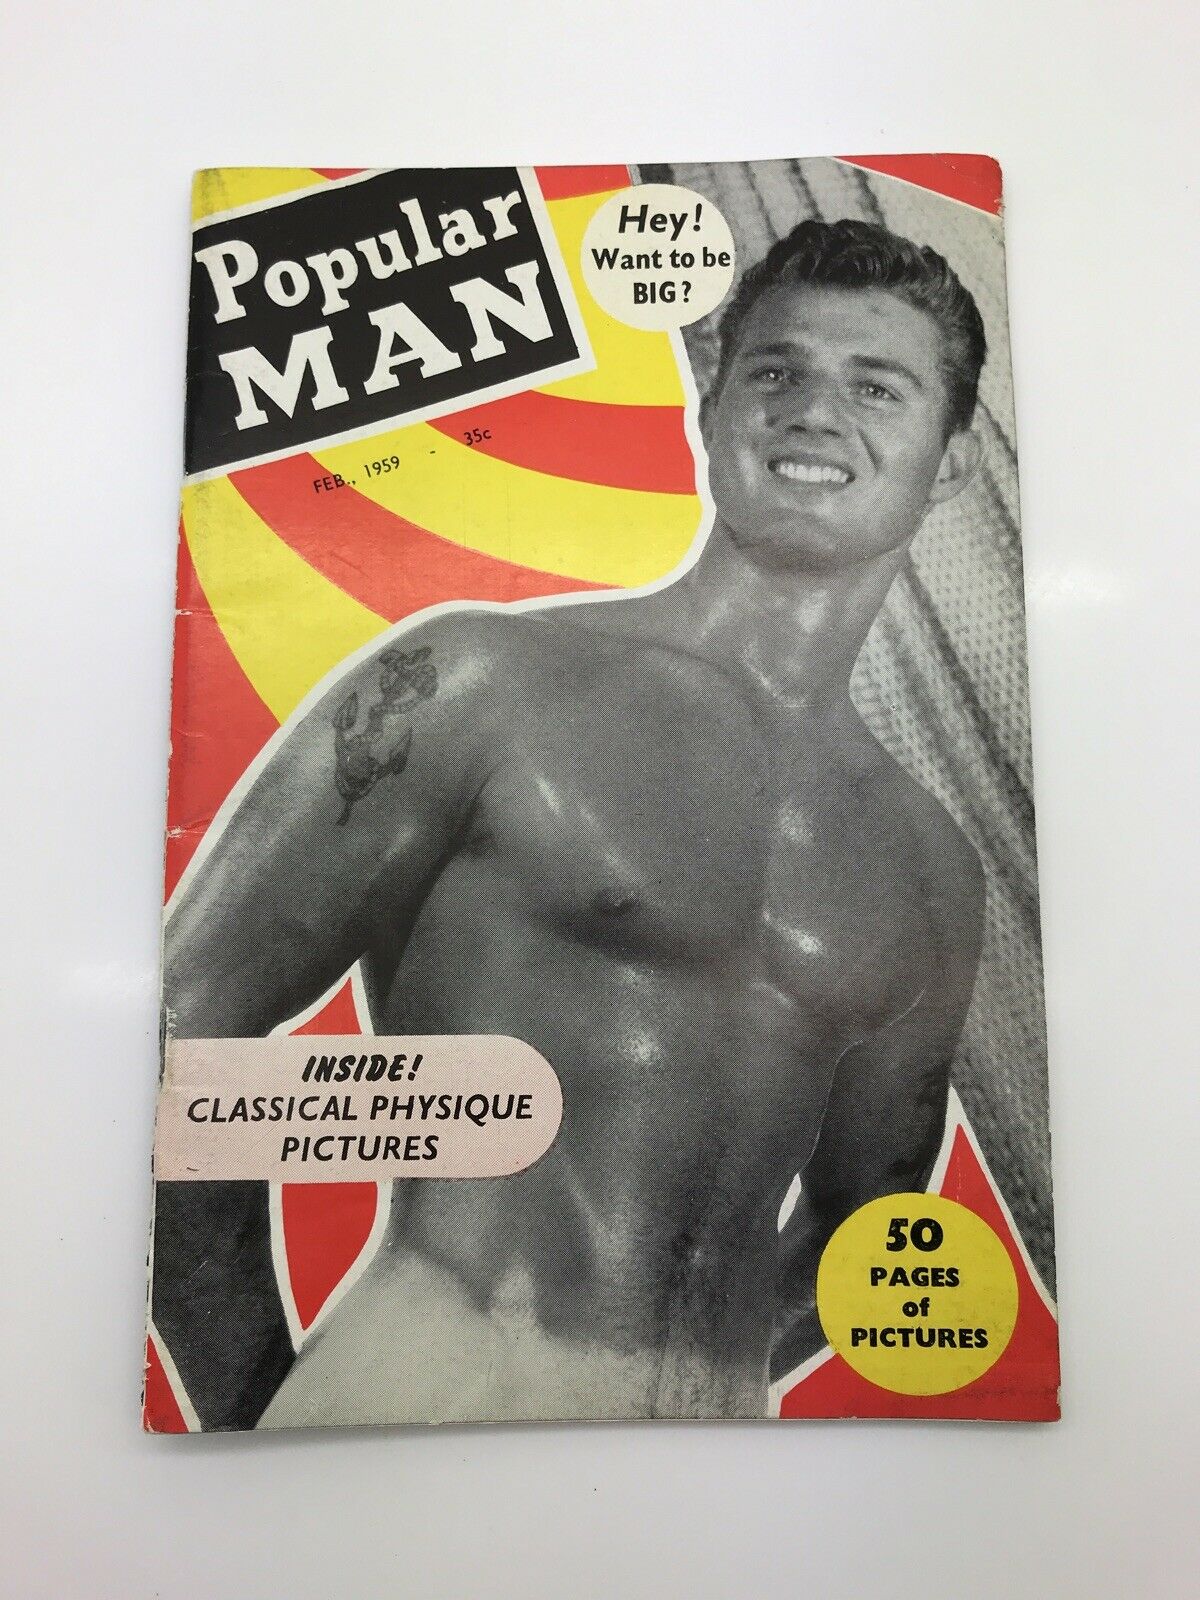 Popular
MAN
FEB., 1959 - 35c
Hey!
Want to be
BIG?
INSIDE!
CLASSICAL PHYSIQUE
PICTURES
50
PAGES
of
PICTURES